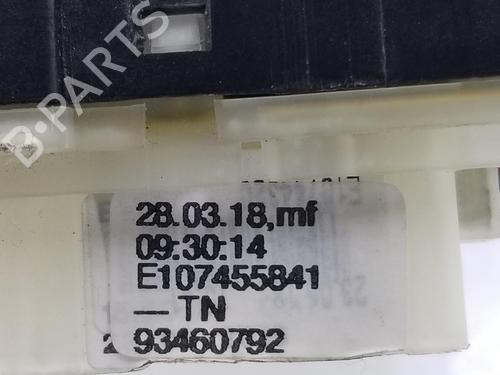 B-PARTS
28.03.18,mf
09:30:14
E107455841
— TN
93460792